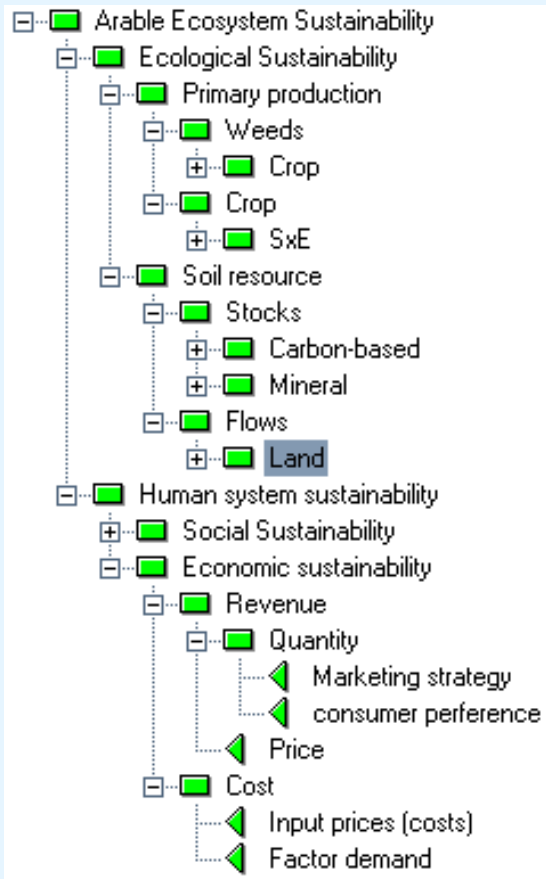 Arable Ecosystem Sustainability
Ecological Sustainability
Primary production
Weeds
Crop
Crop
SxE
Soil resource
Stocks
Carbon-based
Mineral
Flows
Land
Human system sustainability
Social Sustainability
Economic sustainability
Revenue
Quantity
Marketing strategy
consumer perference
Price
Cost
Input prices (costs)
Factor demand